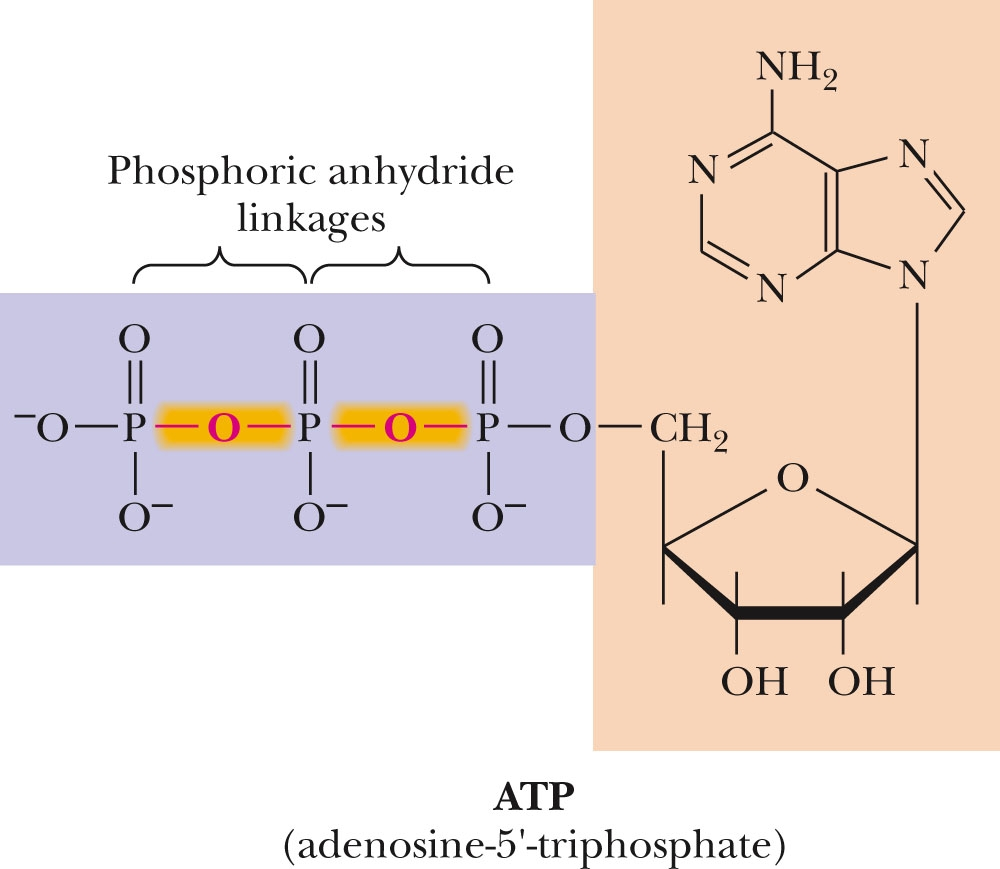 NH₂
N
N
Phosphoric anhydride
linkages
N
N
O O O
⁻O P O P O P O CH₂
O⁻ O⁻ O⁻
O
OH OH
ATP
(adenosine-5'-triphosphate)